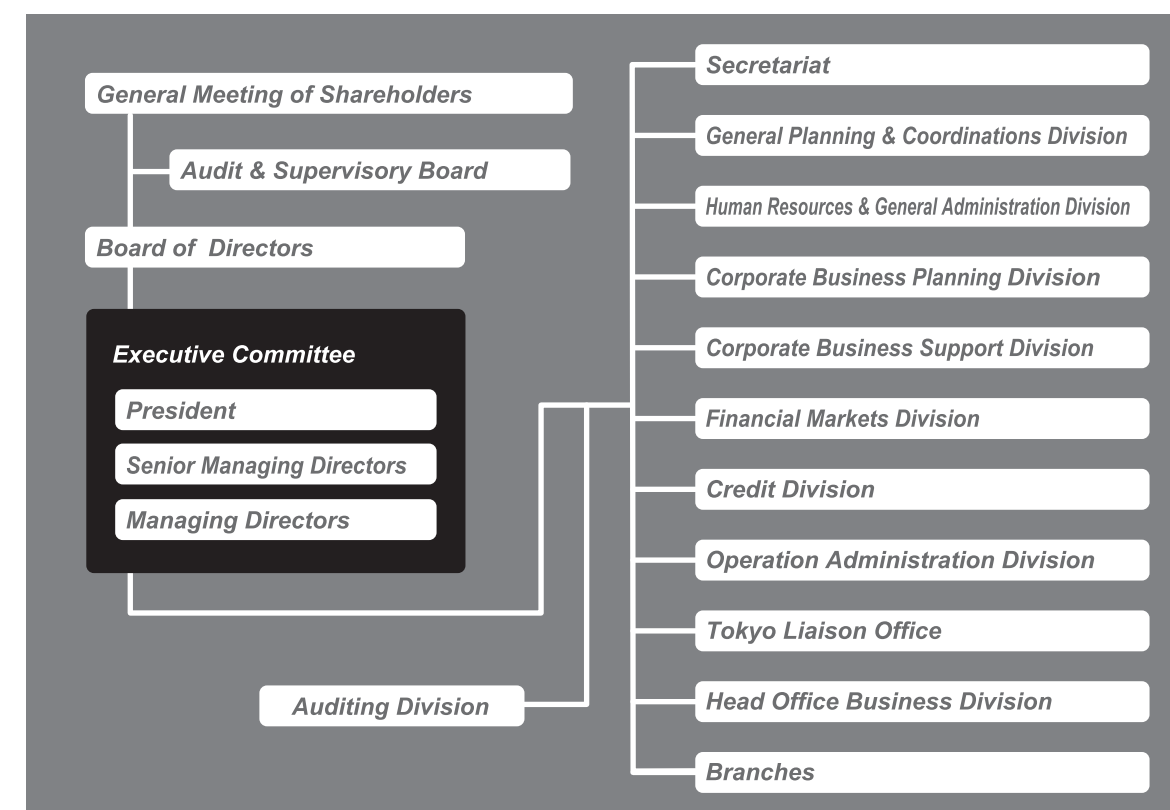 General Meeting of Shareholders
Audit & Supervisory Board
Board of Directors
Executive Committee
President
Senior Managing Directors
Managing Directors
Auditing Division
Secretariat
General Planning & Coordinations Division
Human Resources & General Administration Division
Corporate Business Planning Division
Corporate Business Support Division
Financial Markets Division
Credit Division
Operation Administration Division
Tokyo Liaison Office
Head Office Business Division
Branches